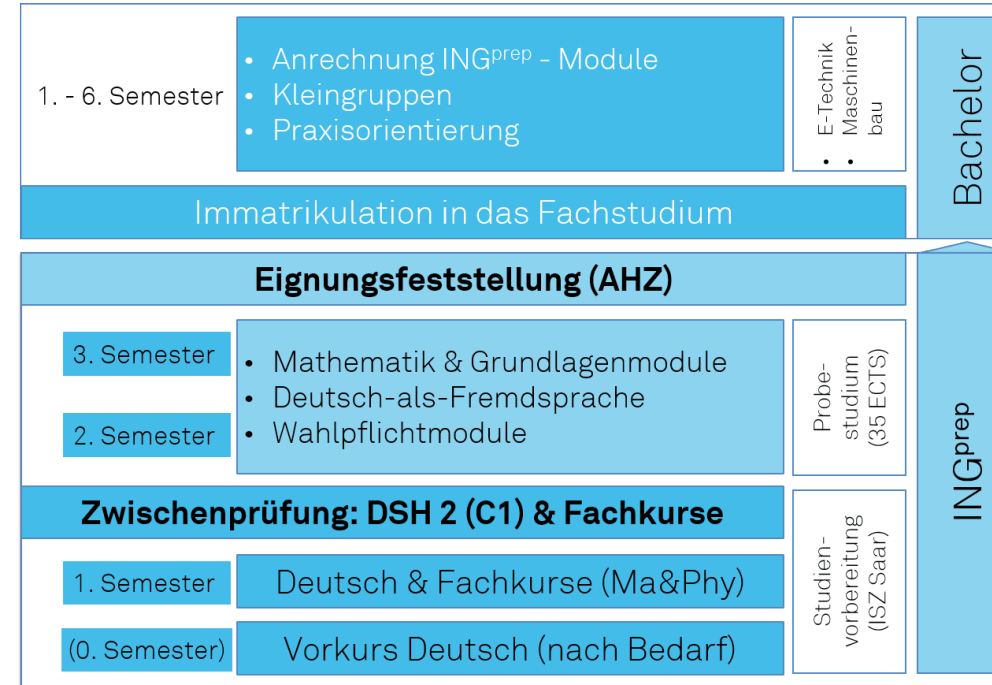 1. - 6. Semester
• Anrechnung INGprep - Module
• Kleingruppen
• Praxisorientierung
• E-Technik
• Maschinen-
bau
Bachelor
Immatrikulation in das Fachstudium
Eignungsfeststellung (AHZ)
3. Semester
2. Semester
• Mathematik & Grundlagenmodule
• Deutsch-als-Fremdsprache
• Wahlpflichtmodule
Probe-
studium
(35 ECTS)
INGprep
Zwischenprüfung: DSH 2 (C1) & Fachkurse
1. Semester
Deutsch & Fachkurse (Ma&Phy)
(0. Semester)
Vorkurs Deutsch (nach Bedarf)
Studien-
vorbereitung
(ISZ Saar)